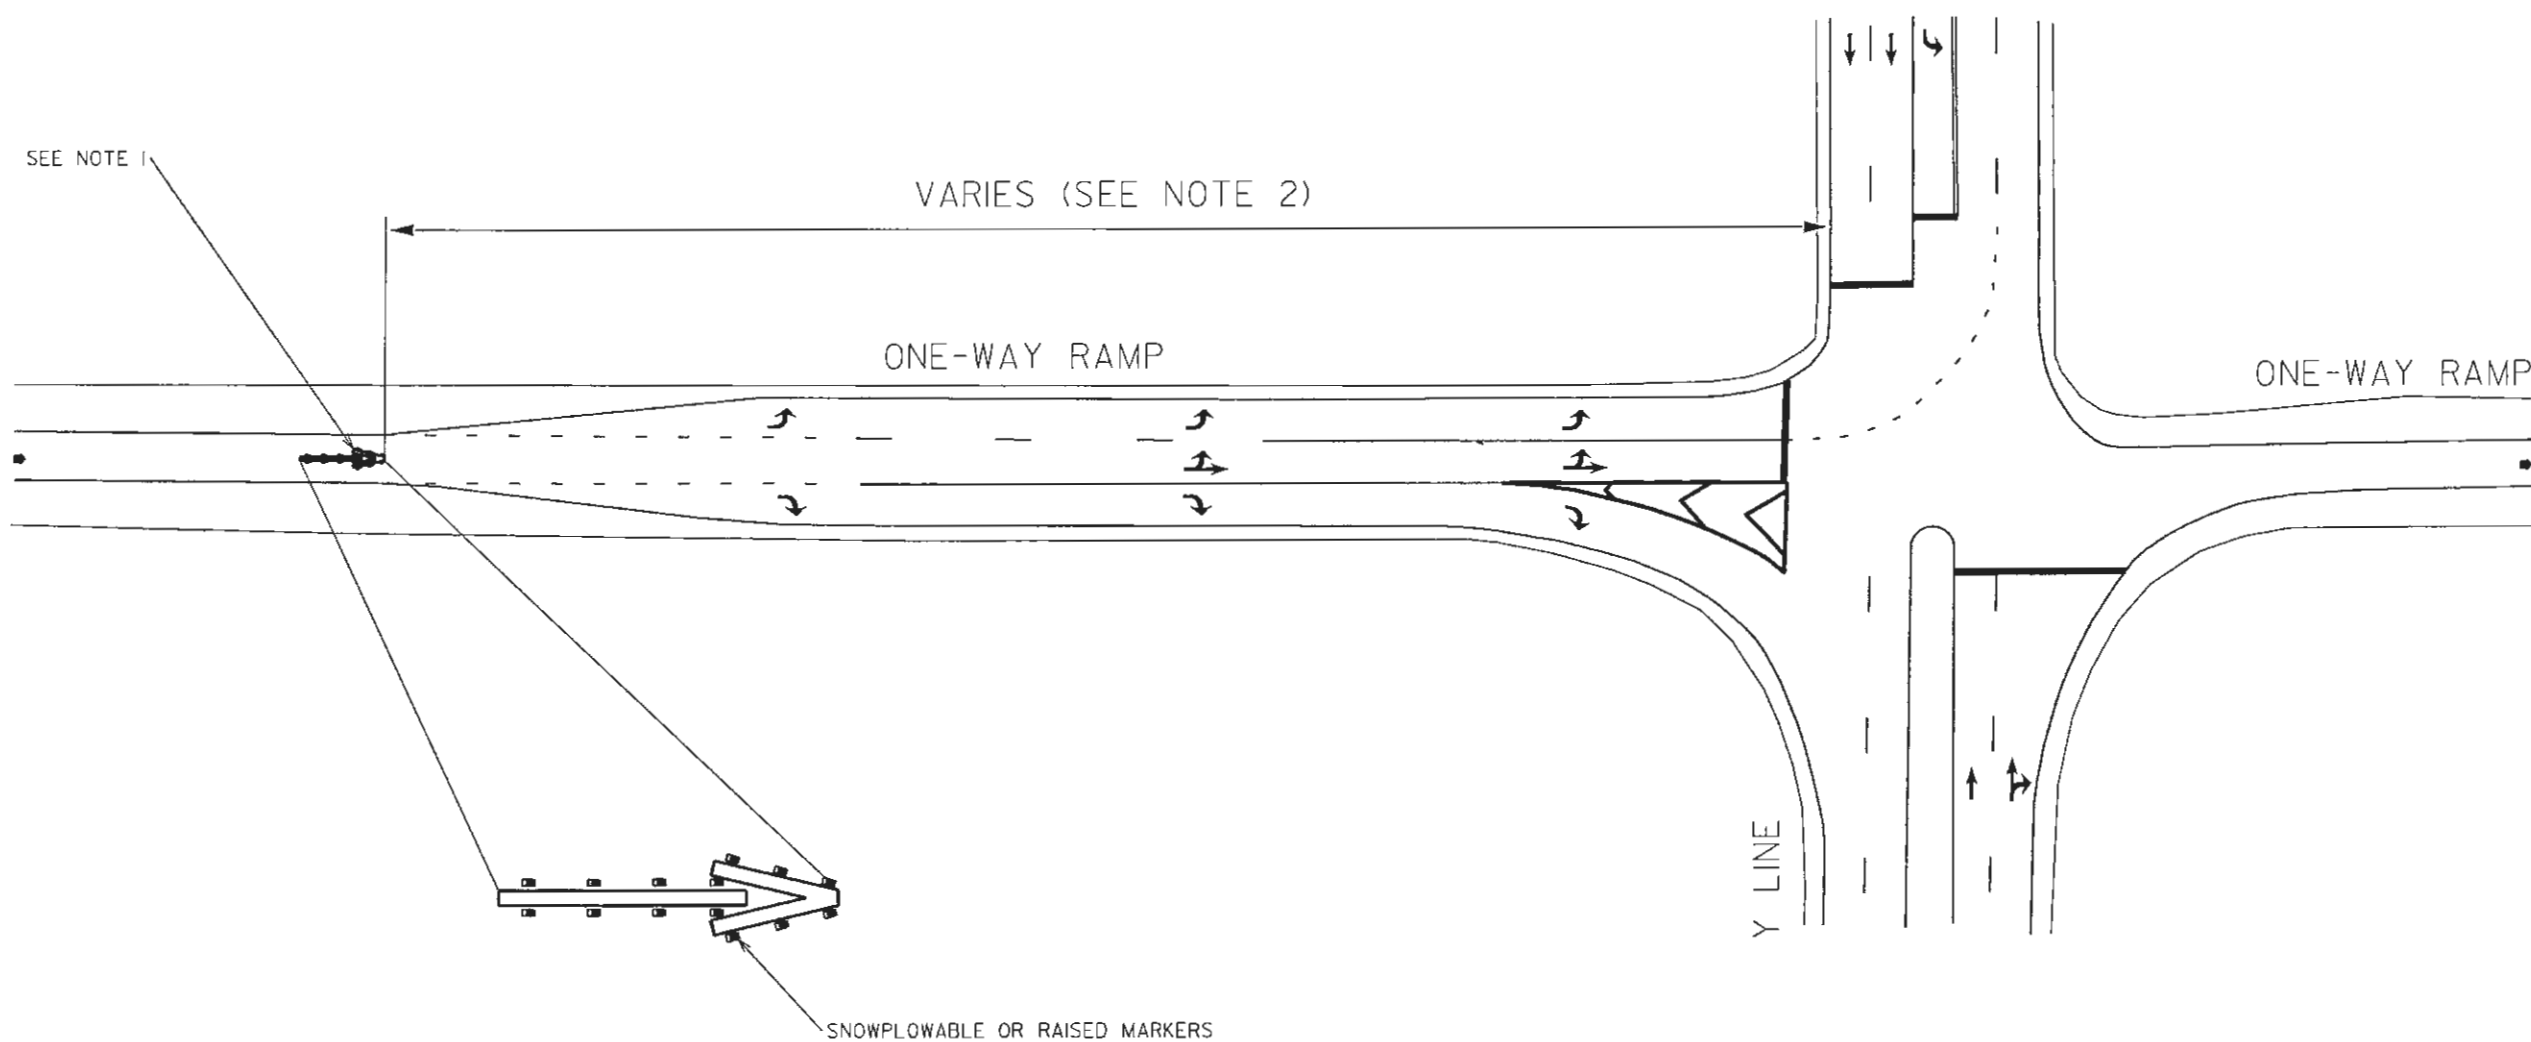 SEE NOTE 1
VARIES (SEE NOTE 2)
ONE-WAY RAMP
ONE-WAY RAMP
Y LINE
SNOWPLOWABLE OR RAISED MARKERS